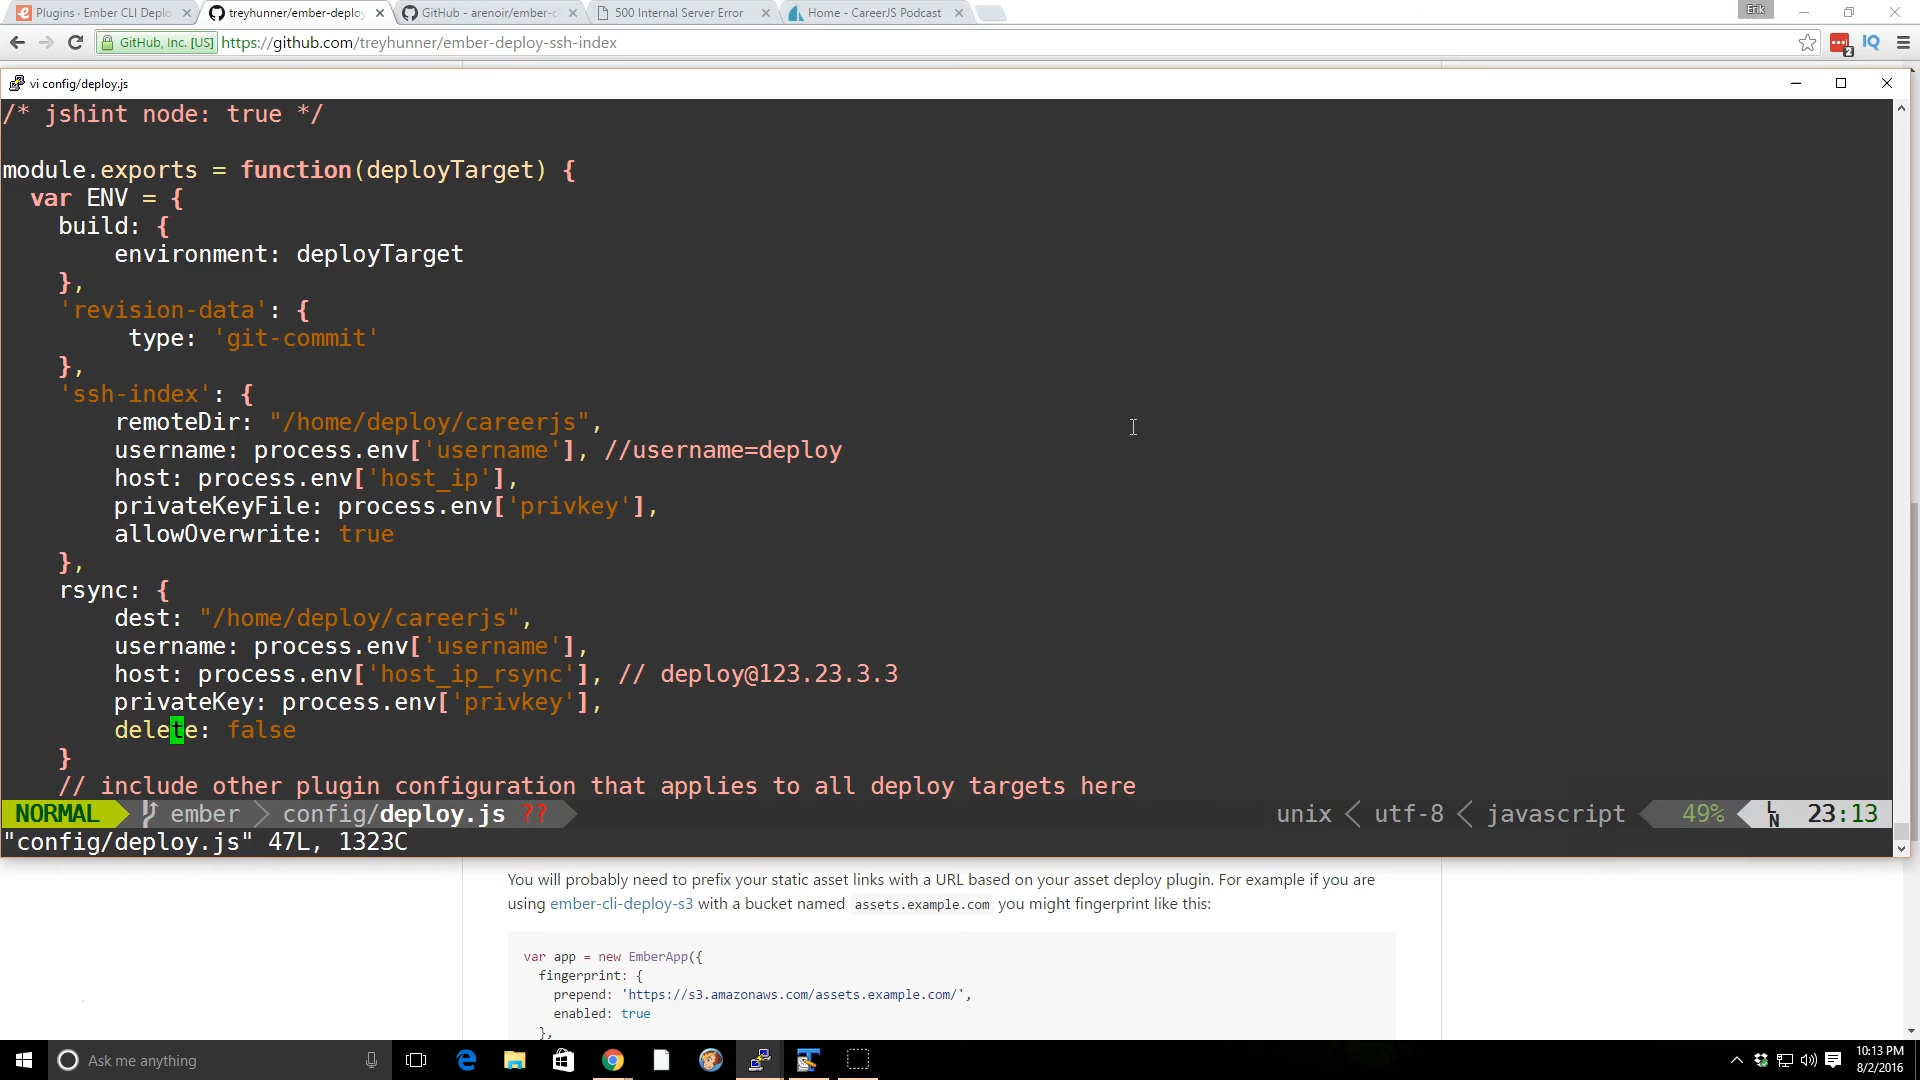 Plugins · Ember CLI Deplo
treyhunner/ember-deploy
GitHub - arenoir/ember-c
500 Internal Server Error
Home - CareerJS Podcast
Erik
GitHub, Inc. [US] https://github.com/treyhunner/ember-deploy-ssh-index
2
IQ
vi config/deploy.js
/* jshint node: true */
module.exports = function(deployTarget) {
var ENV = {
build: {
environment: deployTarget
},
'revision-data': {
type: 'git-commit'
},
'ssh-index': {
remoteDir: "/home/deploy/careerjs",
username: process.env['username'], //username=deploy
host: process.env['host_ip'],
privateKeyFile: process.env['privkey'],
allowOverwrite: true
},
rsync: {
dest: "/home/deploy/careerjs",
username: process.env['username'],
host: process.env['host_ip_rsync'], // deploy@123.23.3.3
privateKey: process.env['privkey'],
delete: false
}
// include other plugin configuration that applies to all deploy targets here
NORMAL ember config/deploy.js ?? unix < utf-8 < javascript 49% LN 23:13
"config/deploy.js" 47L, 1323C
You will probably need to prefix your static asset links with a URL based on your asset deploy plugin. For example if you are
using ember-cli-deploy-s3 with a bucket named assets.example.com you might fingerprint like this:
var app = new EmberApp({
fingerprint: {
prepend: 'https://s3.amazonaws.com/assets.example.com/',
enabled: true
},
Ask me anything
10:13 PM
8/2/2016